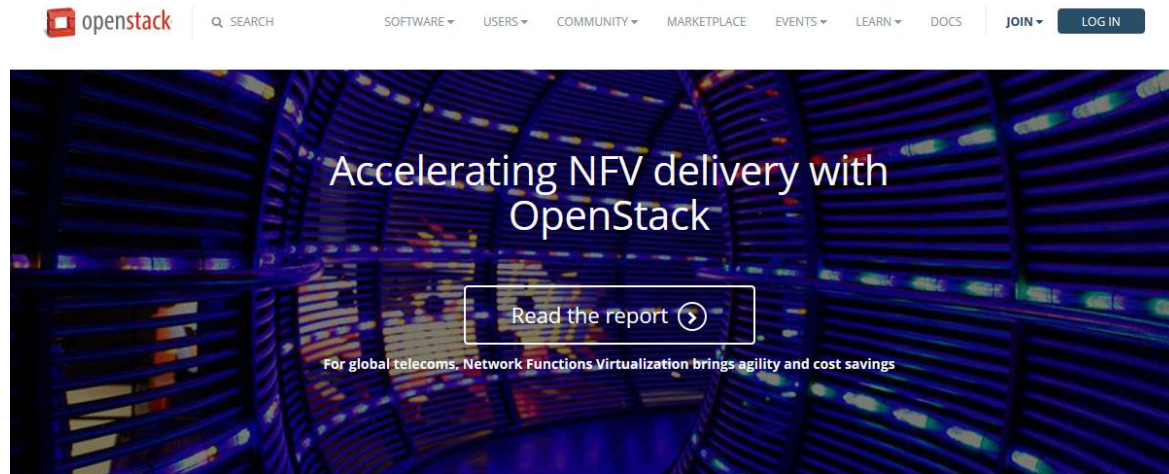 openstack SEARCH SOFTWARE USERS COMMUNITY MARKETPLACE EVENTS LEARN DOCS JOIN LOG IN
Accelerating NFV delivery with
OpenStack
Read the report
For global telecoms, Network Functions Virtualization brings agility and cost savings